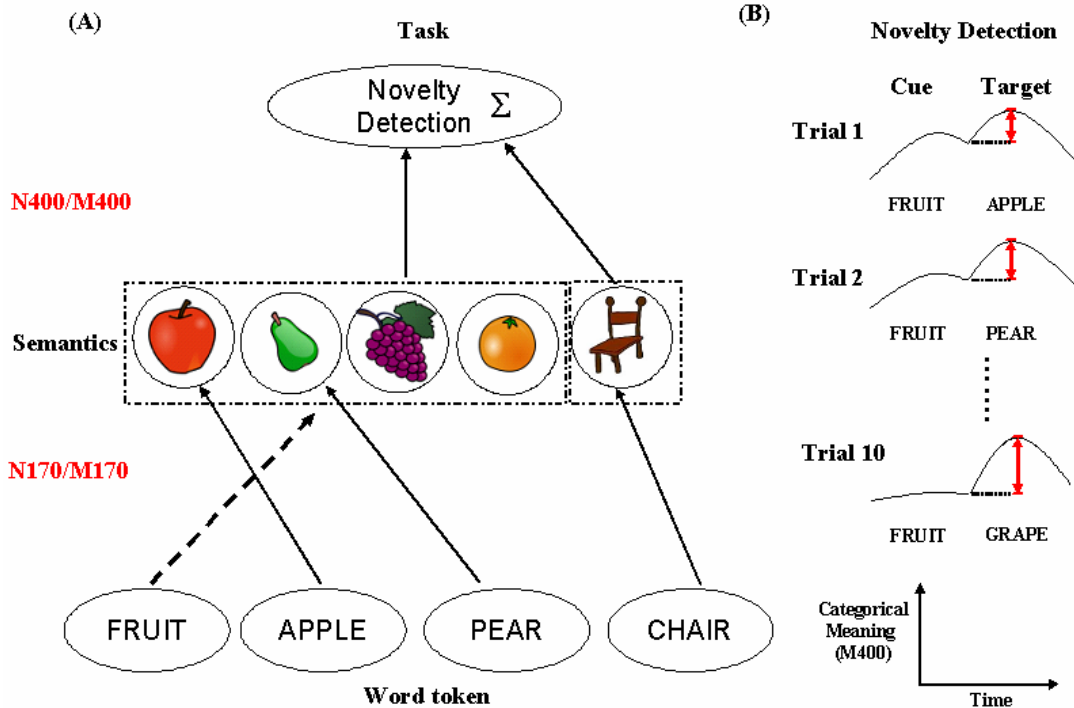 (A)
Task
Novelty
Detection Σ
N400/M400
Semantics
N170/M170
FRUIT
APPLE
PEAR
CHAIR
Word token
(B)
Novelty Detection
Cue Target
Trial 1
FRUIT APPLE
Trial 2
FRUIT PEAR
Trial 10
FRUIT GRAPE
Categorical
Meaning
(M400)
Time